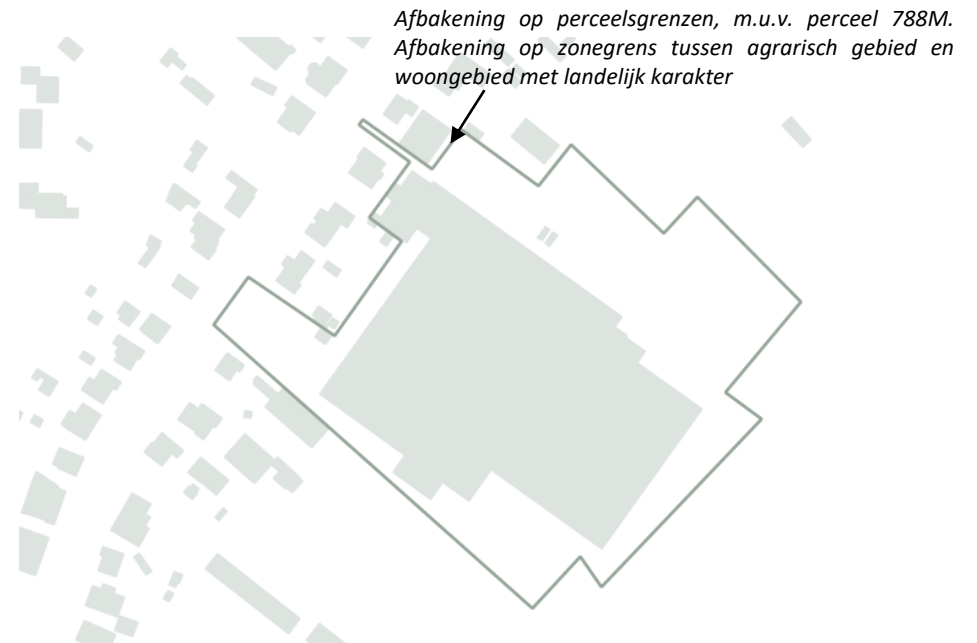 Afbakening op perceelsgrenzen, m.u.v. perceel 788M.
Afbakening op zonegrens tussen agrarisch gebied en
woongebied met landelijk karakter